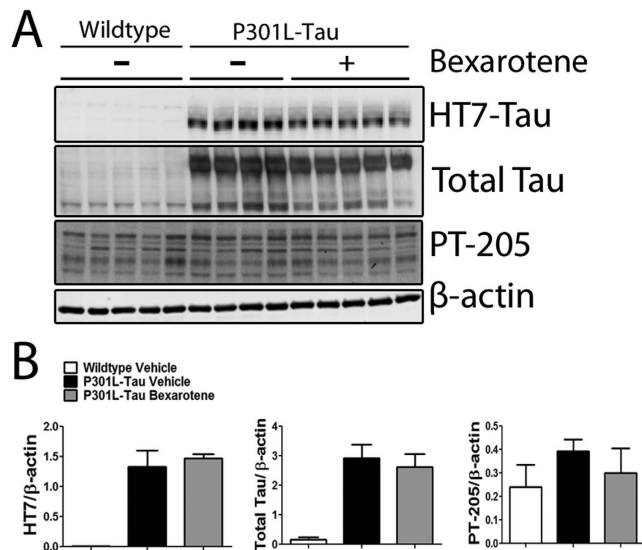 A
Wildtype P301L-Tau
- - + Bexarotene
HT7-Tau
Total Tau
PT-205
β-actin
B
Wildtype Vehicle
P301L-Tau Vehicle
P301L-Tau Bexarotene
HT7/β-actin
2.0
1.5
1.0
0.5
0.0
Total Tau/β-actin
4
3
2
1
0
PT-205/β-actin
0.5
0.4
0.3
0.2
0.1
0.0